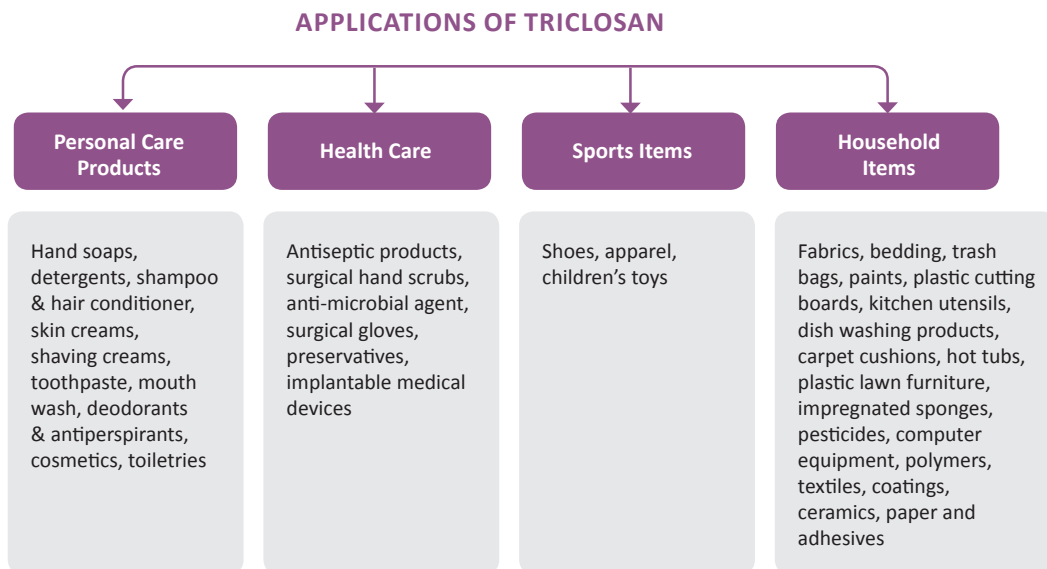 APPLICATIONS OF TRICLOSAN
Personal Care
Products
Hand soaps,
detergents, shampoo
& hair conditioner,
skin creams,
shaving creams,
toothpaste, mouth
wash, deodorants
& antiperspirants,
cosmetics, toiletries
Health Care
Antiseptic products,
surgical hand scrubs,
anti-microbial agent,
surgical gloves,
preservatives,
implantable medical
devices
Sports Items
Shoes, apparel,
children’s toys
Household
Items
Fabrics, bedding, trash
bags, paints, plastic cutting
boards, kitchen utensils,
dish washing products,
carpet cushions, hot tubs,
plastic lawn furniture,
impregnated sponges,
pesticides, computer
equipment, polymers,
textiles, coatings,
ceramics, paper and
adhesives